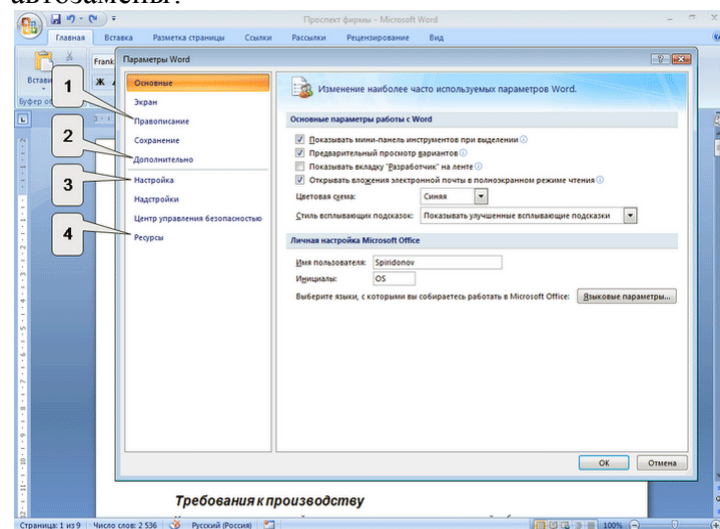 автозамены?
Проспект фирмы - Microsoft Word
Главная Вставка Разметка страницы Ссылки Рассылки Рецензирование Вид
Frank
Ж
Параметры Word
1
2
3
4
Основные
Экран
Правописание
Сохранение
Дополнительно
Настройка
Надстройки
Центр управления безопасностью
Ресурсы
Изменение наиболее часто используемых параметров Word.
Основные параметры работы с Word
Показывать мини-панель инструментов при выделении
Предварительный просмотр вариантов
Показывать вкладку "Разработчик" на ленте
Открывать вложения электронной почты в полноэкранном режиме чтения
Цветовая схема: Синяя
Стиль всплывающих подсказок: Показывать улучшенные всплывающие подсказки
Личная настройка Microsoft Office
Имя пользователя: Spiridonov
Инициалы: OS
Выберите языки, с которыми вы собираетесь работать в Microsoft Office: Языковые параметры...
ОК Отмена
Требования к производству
Страница: 1 из 9 Число слов: 2 536 Русский (Россия) 100%